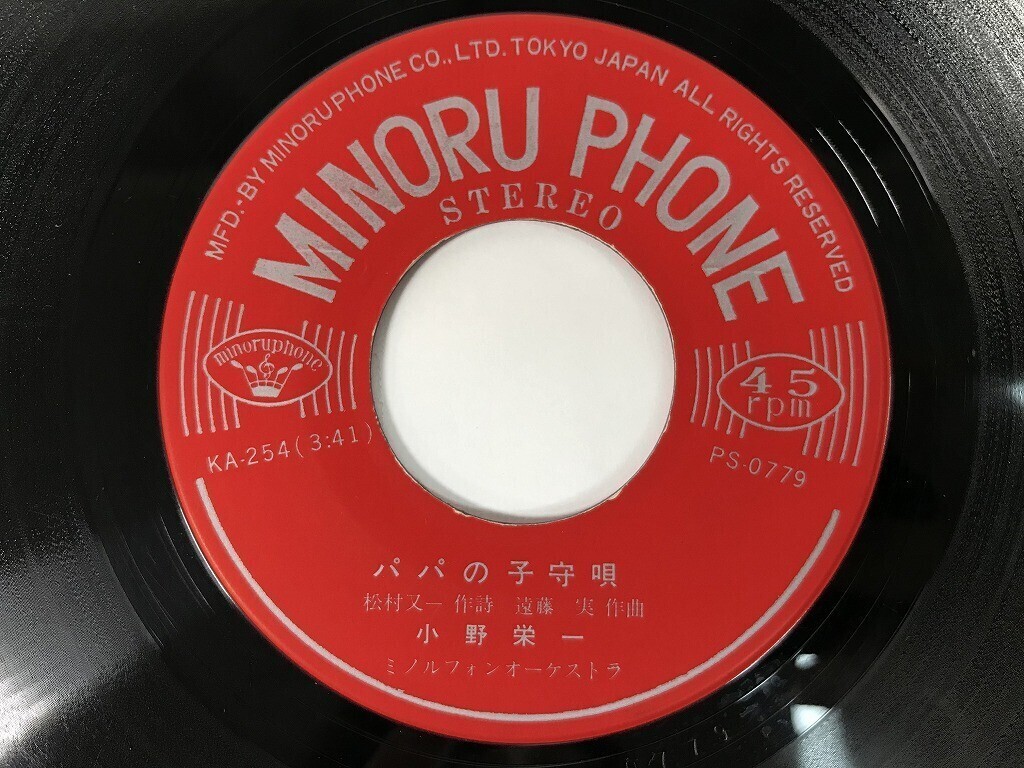 MFD. BY MINORUPHONE CO., LTD. TOKYO JAPAN ALL RIGHTS RESERVED
MINORU PHONE
STEREO
minoruphone
45
rpm
KA-254(3:41)
PS-0779
パパの子守唄
松村又一 作詩 遠藤 実 作曲
小野栄一
ミノルフォンオーケストラ